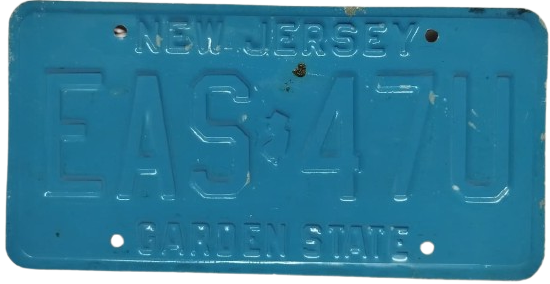 NEW JERSEY
EAS 47U
GARDEN STATE